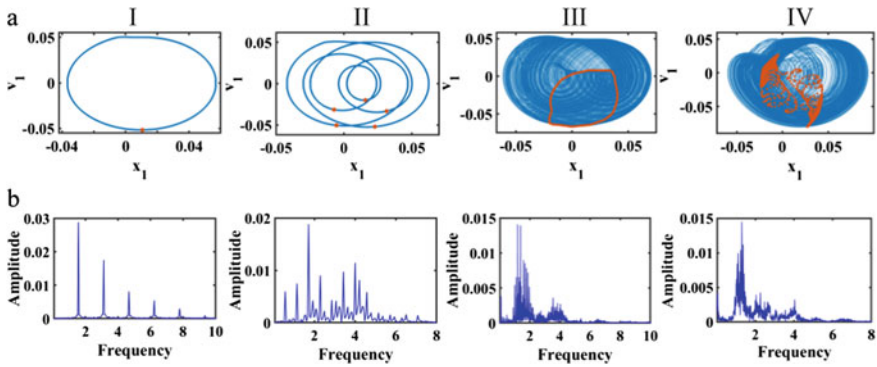 I II III IV
a
0.05 0.05 0.05 0.05
v1 0 v1 0 v1 0 v1 0
-0.05 -0.05 -0.05 -0.05
-0.04 0 0.04 -0.05 0 0.05 -0.05 0 0.05 -0.05 0 0.05
x1 x1 x1 x1
b
0.03 0.02 0.015 0.015
0.02 0.01 0.01 0.01
0.01 0.005 0.005
0 0 0 0
Amplitude Amplituide Amplitude Amplitude
2 4 6 8 10 2 4 6 8 2 4 6 8 10 2 4 6 8
Frequency Frequency Frequency Frequency